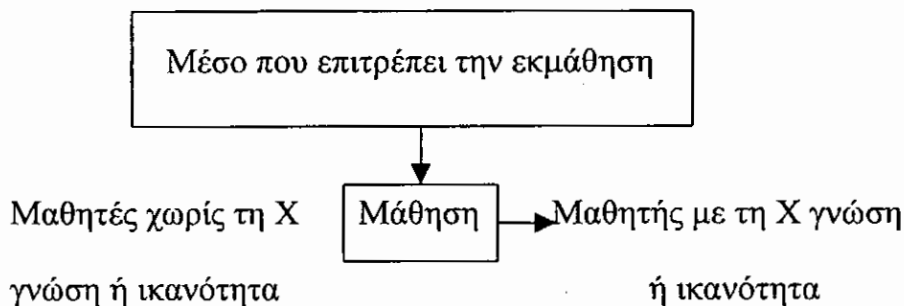 Μέσο που επιτρέπει την εκμάθηση
Μαθητές χωρίς τη Χ
γνώση ή ικανότητα
Μάθηση
Μαθητής με τη Χ γνώση
ή ικανότητα